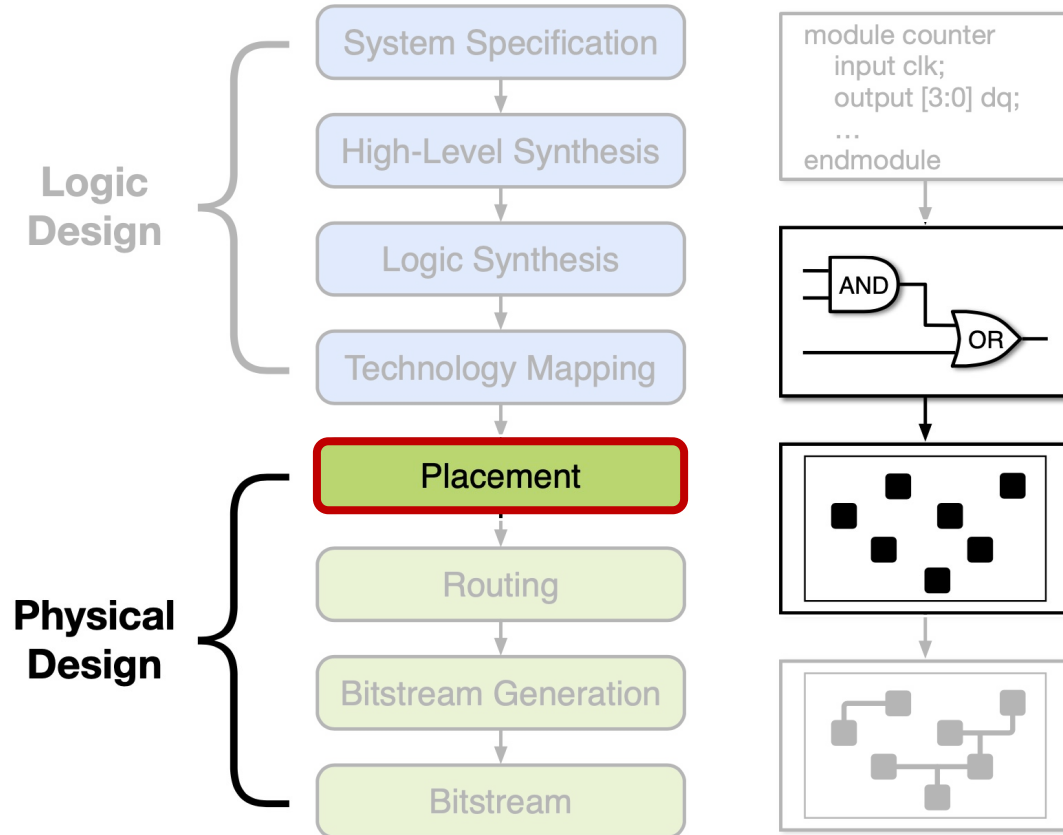 System Specification
High-Level Synthesis
Logic Synthesis
Technology Mapping
Logic
Design
Placement
Routing
Bitstream Generation
Bitstream
Physical
Design
module counter
input clk;
output [3:0] dq;
…
endmodule
AND
OR